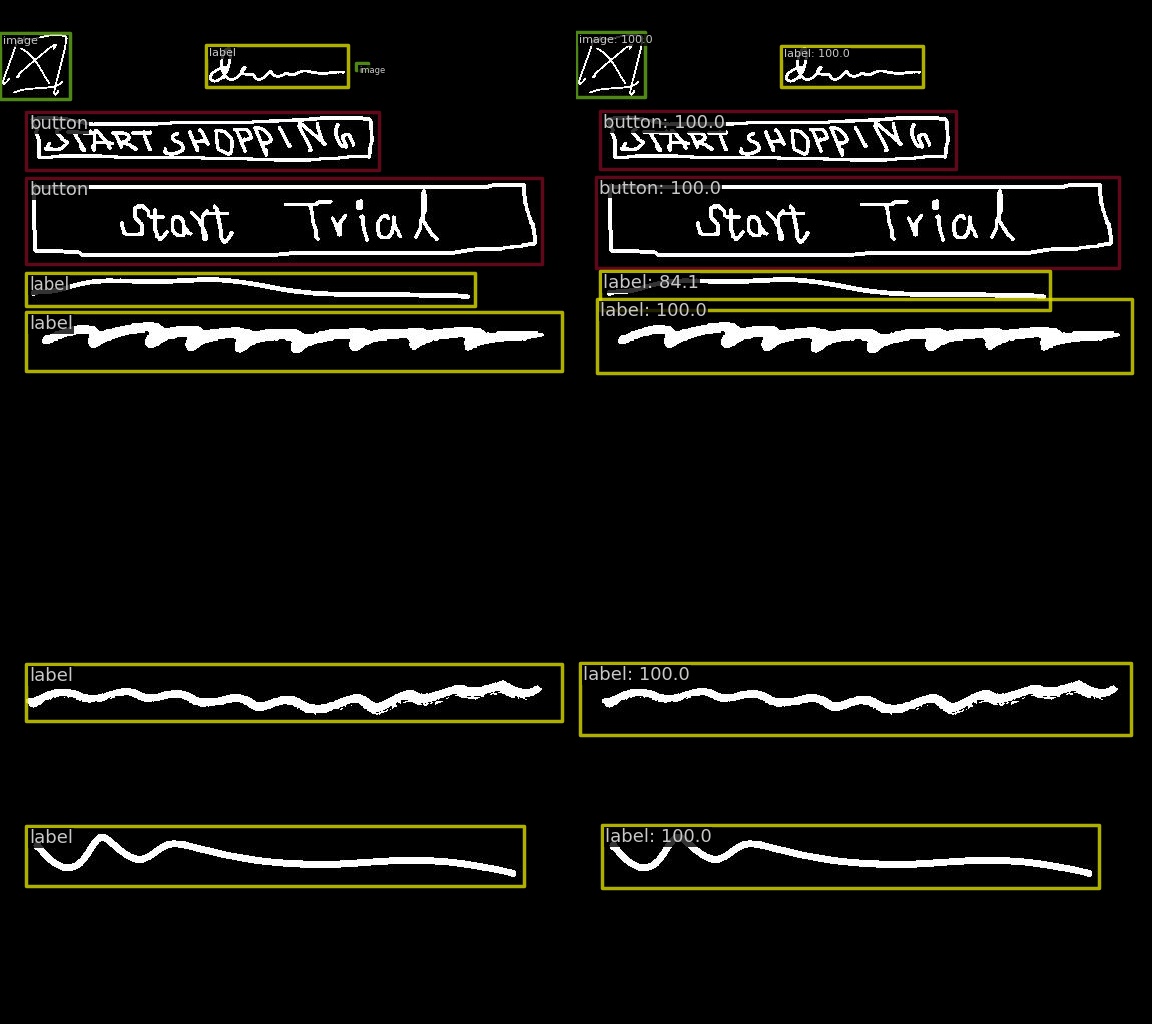 image label image image: 100.0 label: 100.0
button button: 100.0
START SHOPPING START SHOPPING
button button: 100.0
Start Trial Start Trial
label label: 84.1
label label: 100.0
label label: 100.0
label label: 100.0